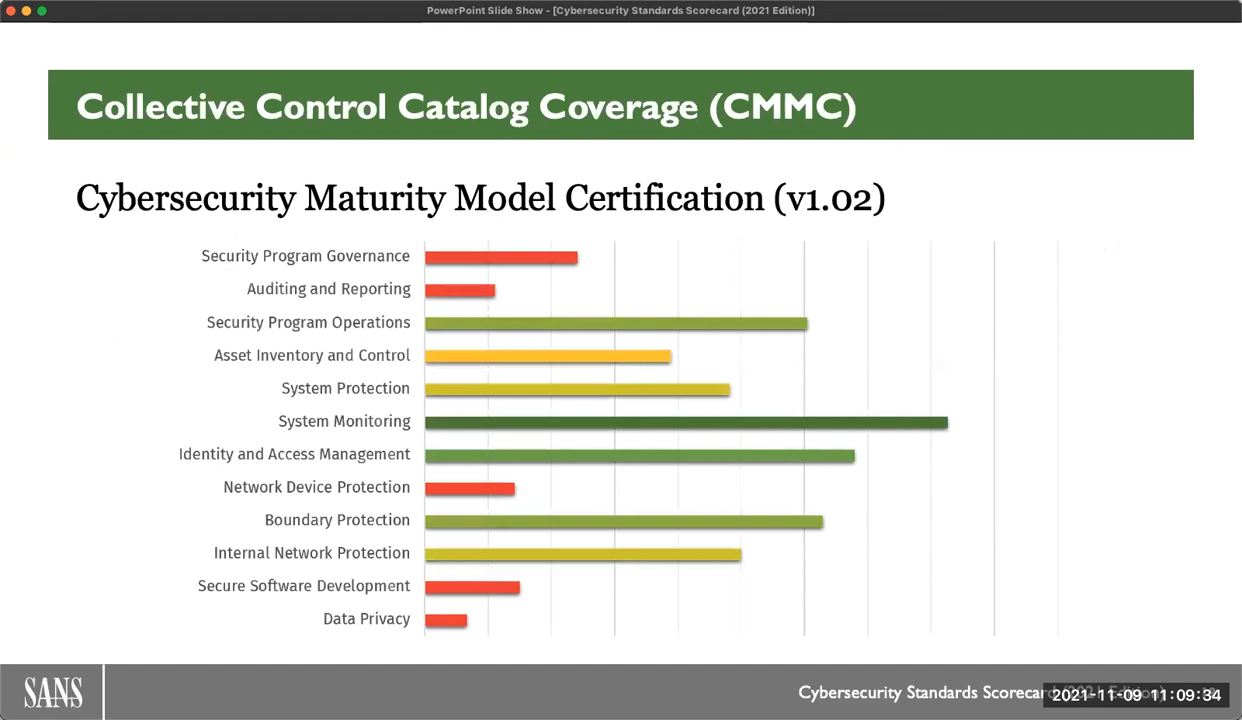 PowerPoint Slide Show - [Cybersecurity Standards Scorecard (2021 Edition)]
Collective Control Catalog Coverage (CMMC)
Cybersecurity Maturity Model Certification (v1.02)
Security Program Governance
Auditing and Reporting
Security Program Operations
Asset Inventory and Control
System Protection
System Monitoring
Identity and Access Management
Network Device Protection
Boundary Protection
Internal Network Protection
Secure Software Development
Data Privacy
SANS
Cybersecurity Standards Scorecard (2021 Edition)
2021-11-09 11:09:34